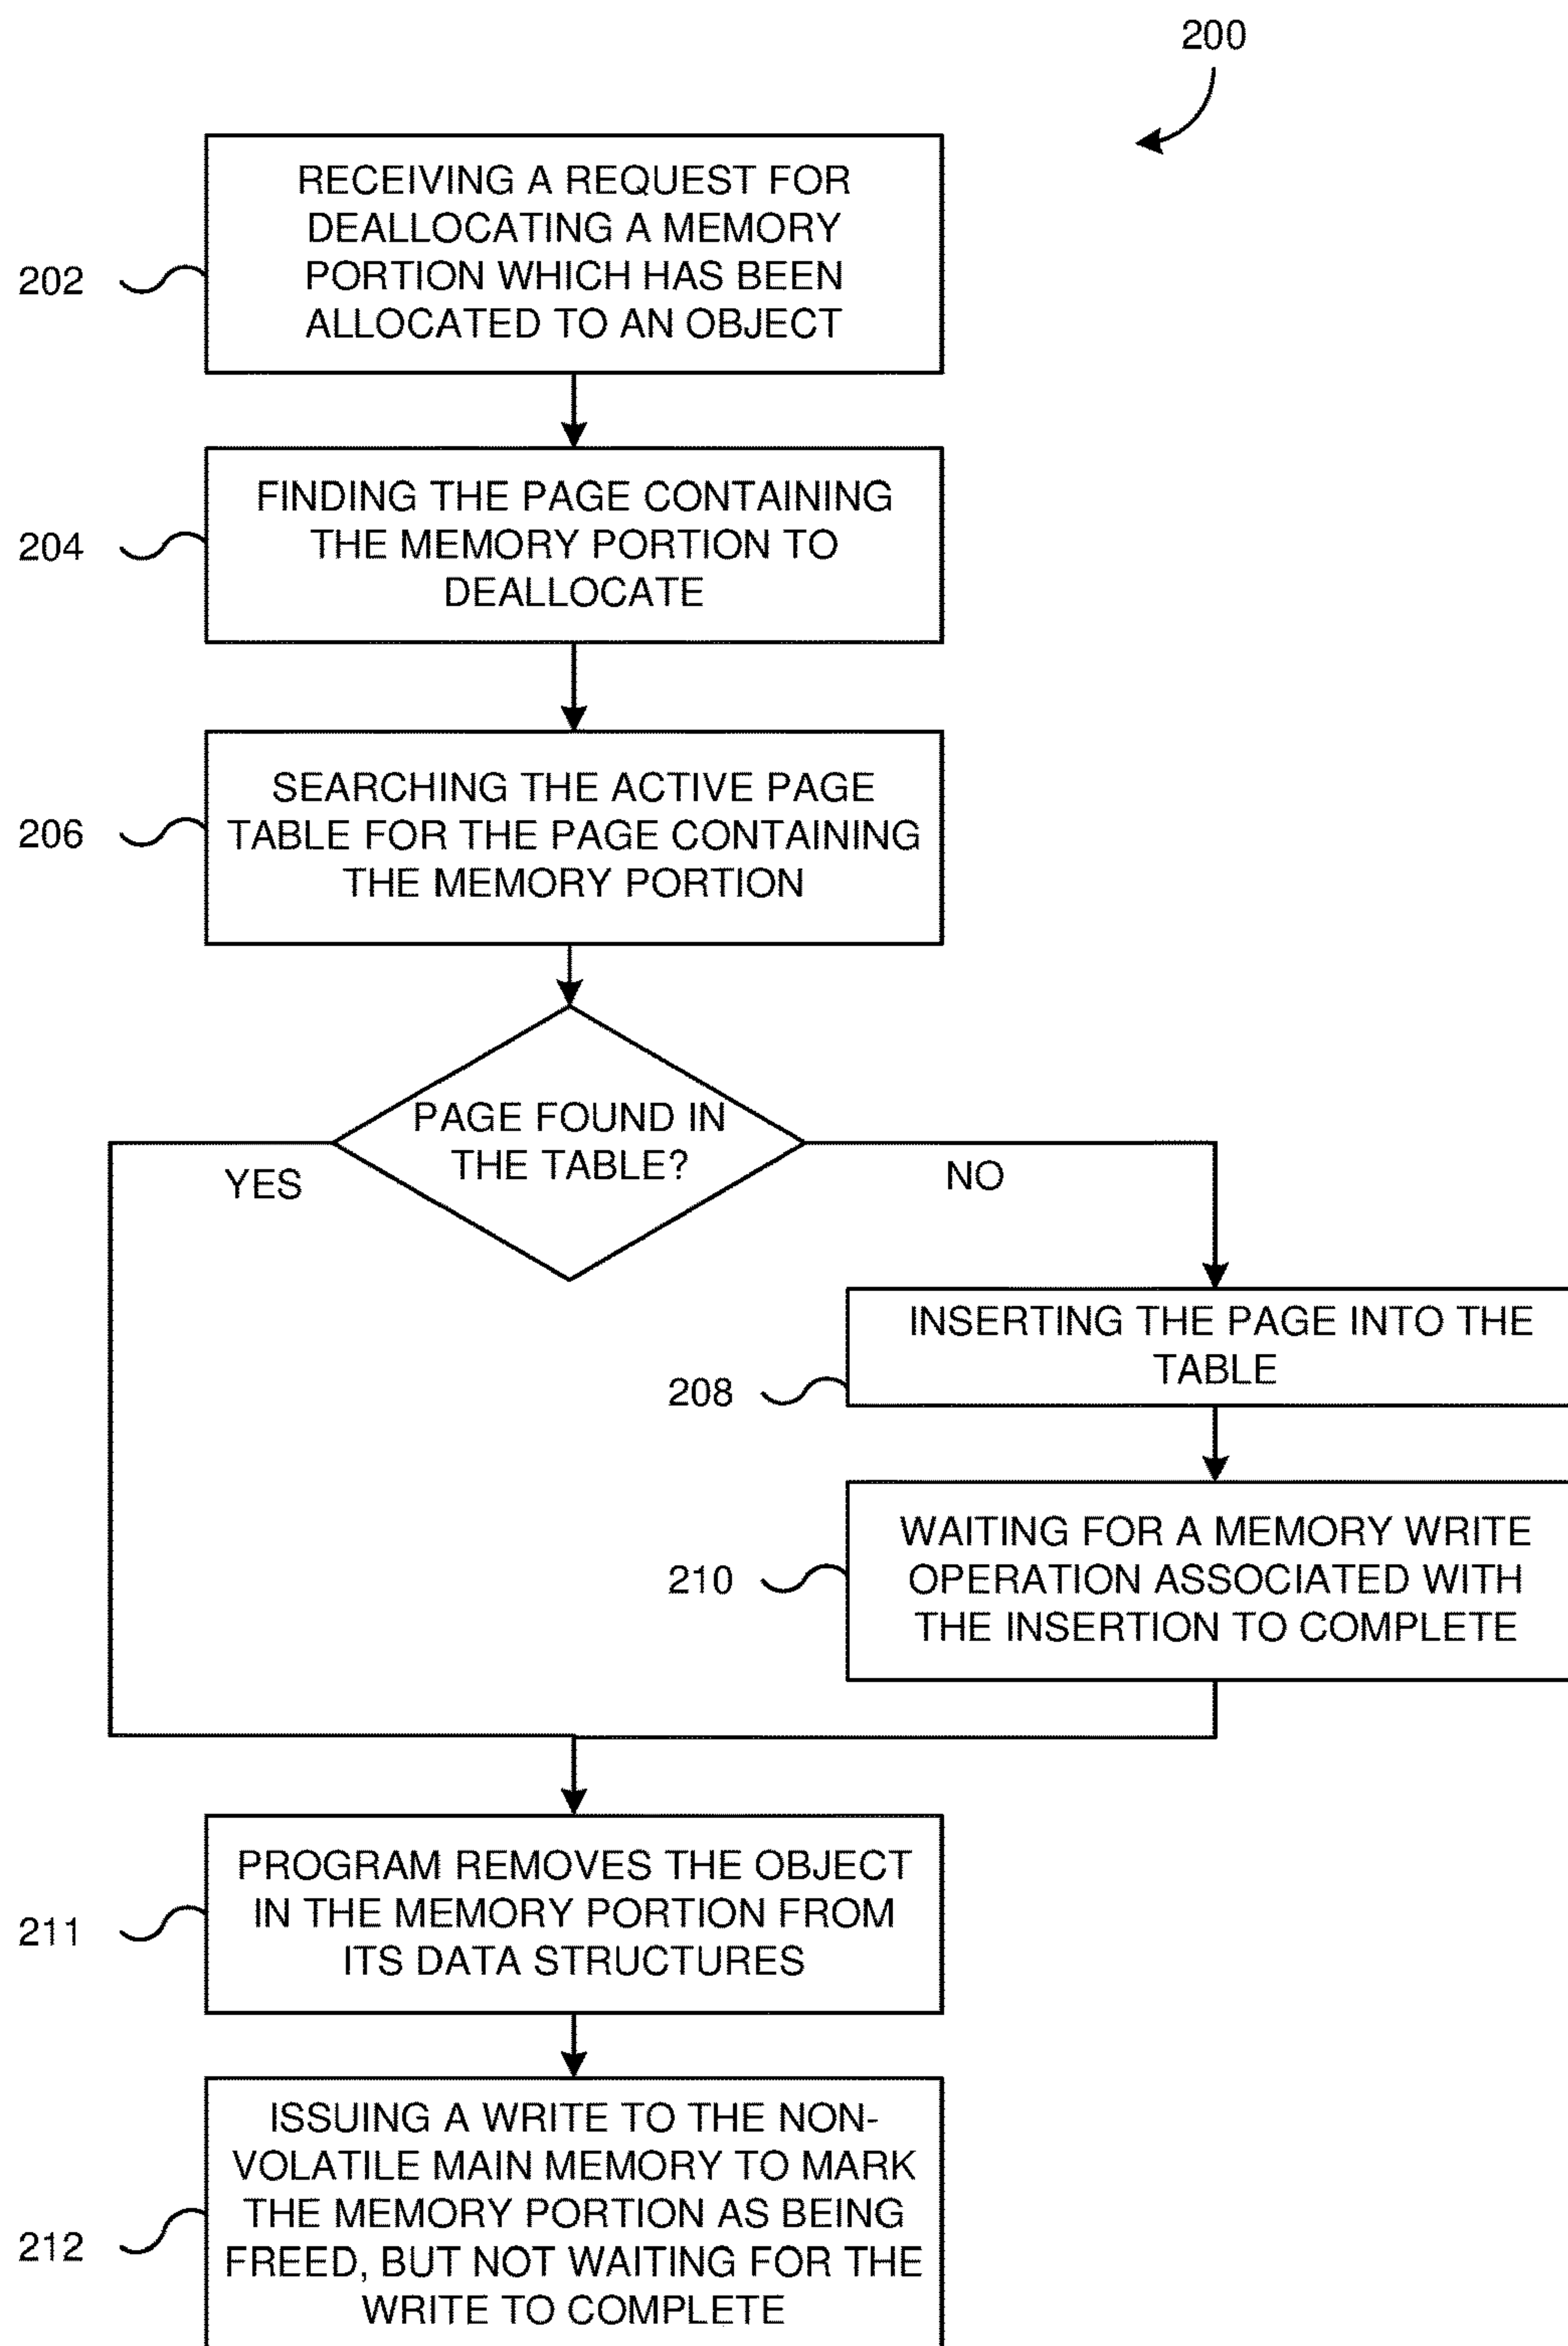 200
RECEIVING A REQUEST FOR
DEALLOCATING A MEMORY
PORTION WHICH HAS BEEN
ALLOCATED TO AN OBJECT
202
FINDING THE PAGE CONTAINING
THE MEMORY PORTION TO
DEALLOCATE
204
SEARCHING THE ACTIVE PAGE
TABLE FOR THE PAGE CONTAINING
THE MEMORY PORTION
206
PAGE FOUND IN
THE TABLE?
YES
NO
INSERTING THE PAGE INTO THE
TABLE
208
WAITING FOR A MEMORY WRITE
OPERATION ASSOCIATED WITH
THE INSERTION TO COMPLETE
210
PROGRAM REMOVES THE OBJECT
IN THE MEMORY PORTION FROM
ITS DATA STRUCTURES
211
ISSUING A WRITE TO THE NON-
VOLATILE MAIN MEMORY TO MARK
THE MEMORY PORTION AS BEING
FREED, BUT NOT WAITING FOR THE
WRITE TO COMPLETE
212